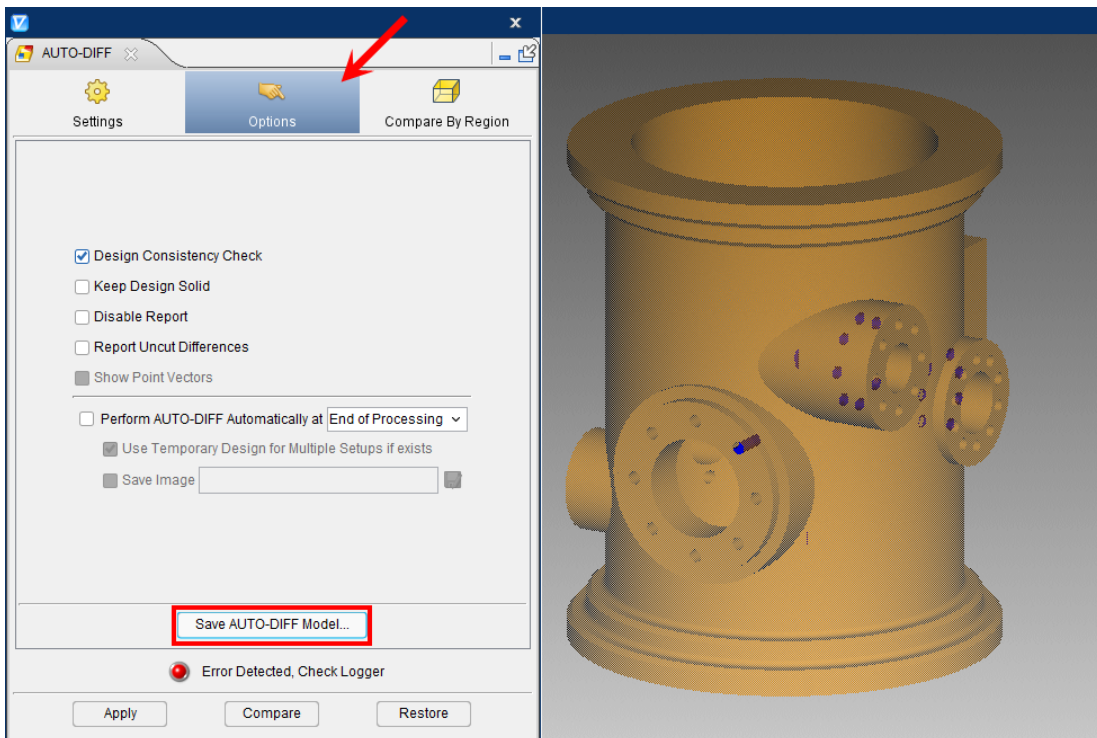 AUTO-DIFF
Settings
Options
Compare By Region
Design Consistency Check
Keep Design Solid
Disable Report
Report Uncut Differences
Show Point Vectors
Perform AUTO-DIFF Automatically at End of Processing
Use Temporary Design for Multiple Setups if exists
Save Image
Save AUTO-DIFF Model...
Error Detected, Check Logger
Apply Compare Restore